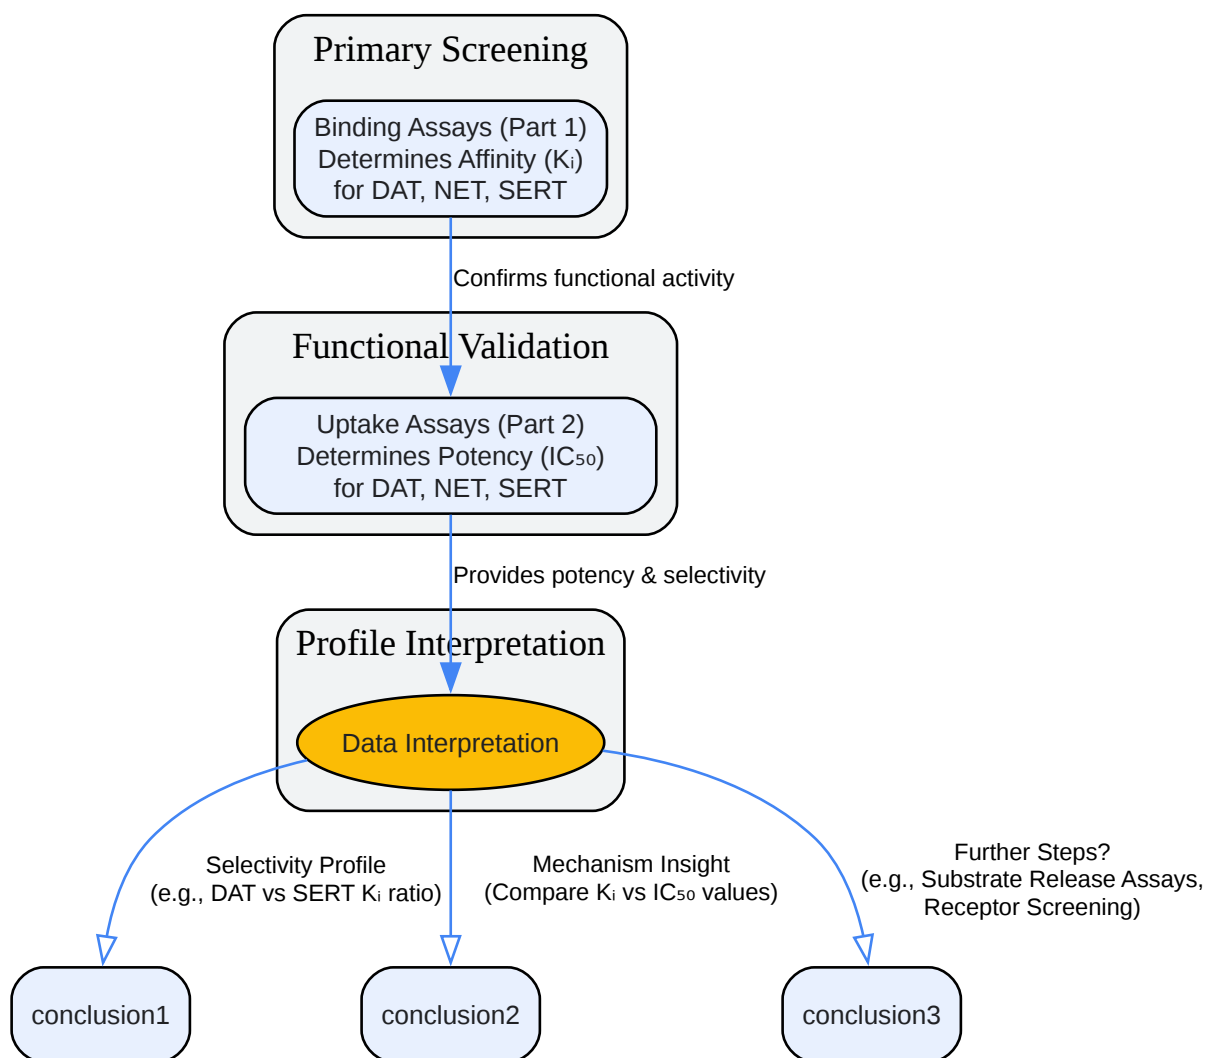 Primary Screening
Binding Assays (Part 1)
Determines Affinity (Kᵢ)
for DAT, NET, SERT
Confirms functional activity
Functional Validation
Uptake Assays (Part 2)
Determines Potency (IC₅₀)
for DAT, NET, SERT
Provides potency & selectivity
Profile Interpretation
Data Interpretation
Selectivity Profile
(e.g., DAT vs SERT Kᵢ ratio)
Mechanism Insight
(Compare Kᵢ vs IC₅₀ values)
Further Steps?
(e.g., Substrate Release Assays,
Receptor Screening)
conclusion1
conclusion2
conclusion3